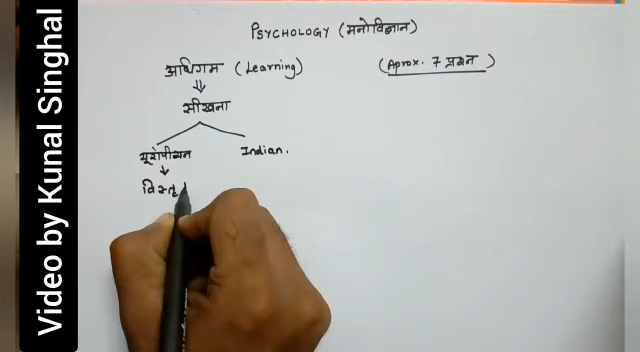 Video by Kunal Singhal
PSYCHOLOGY (मनोविज्ञान)
अधिगम (Learning)
(Aprox. 7 प्रश्न)
सीखना
यूरोपीयन
Indian.
विस्तृ